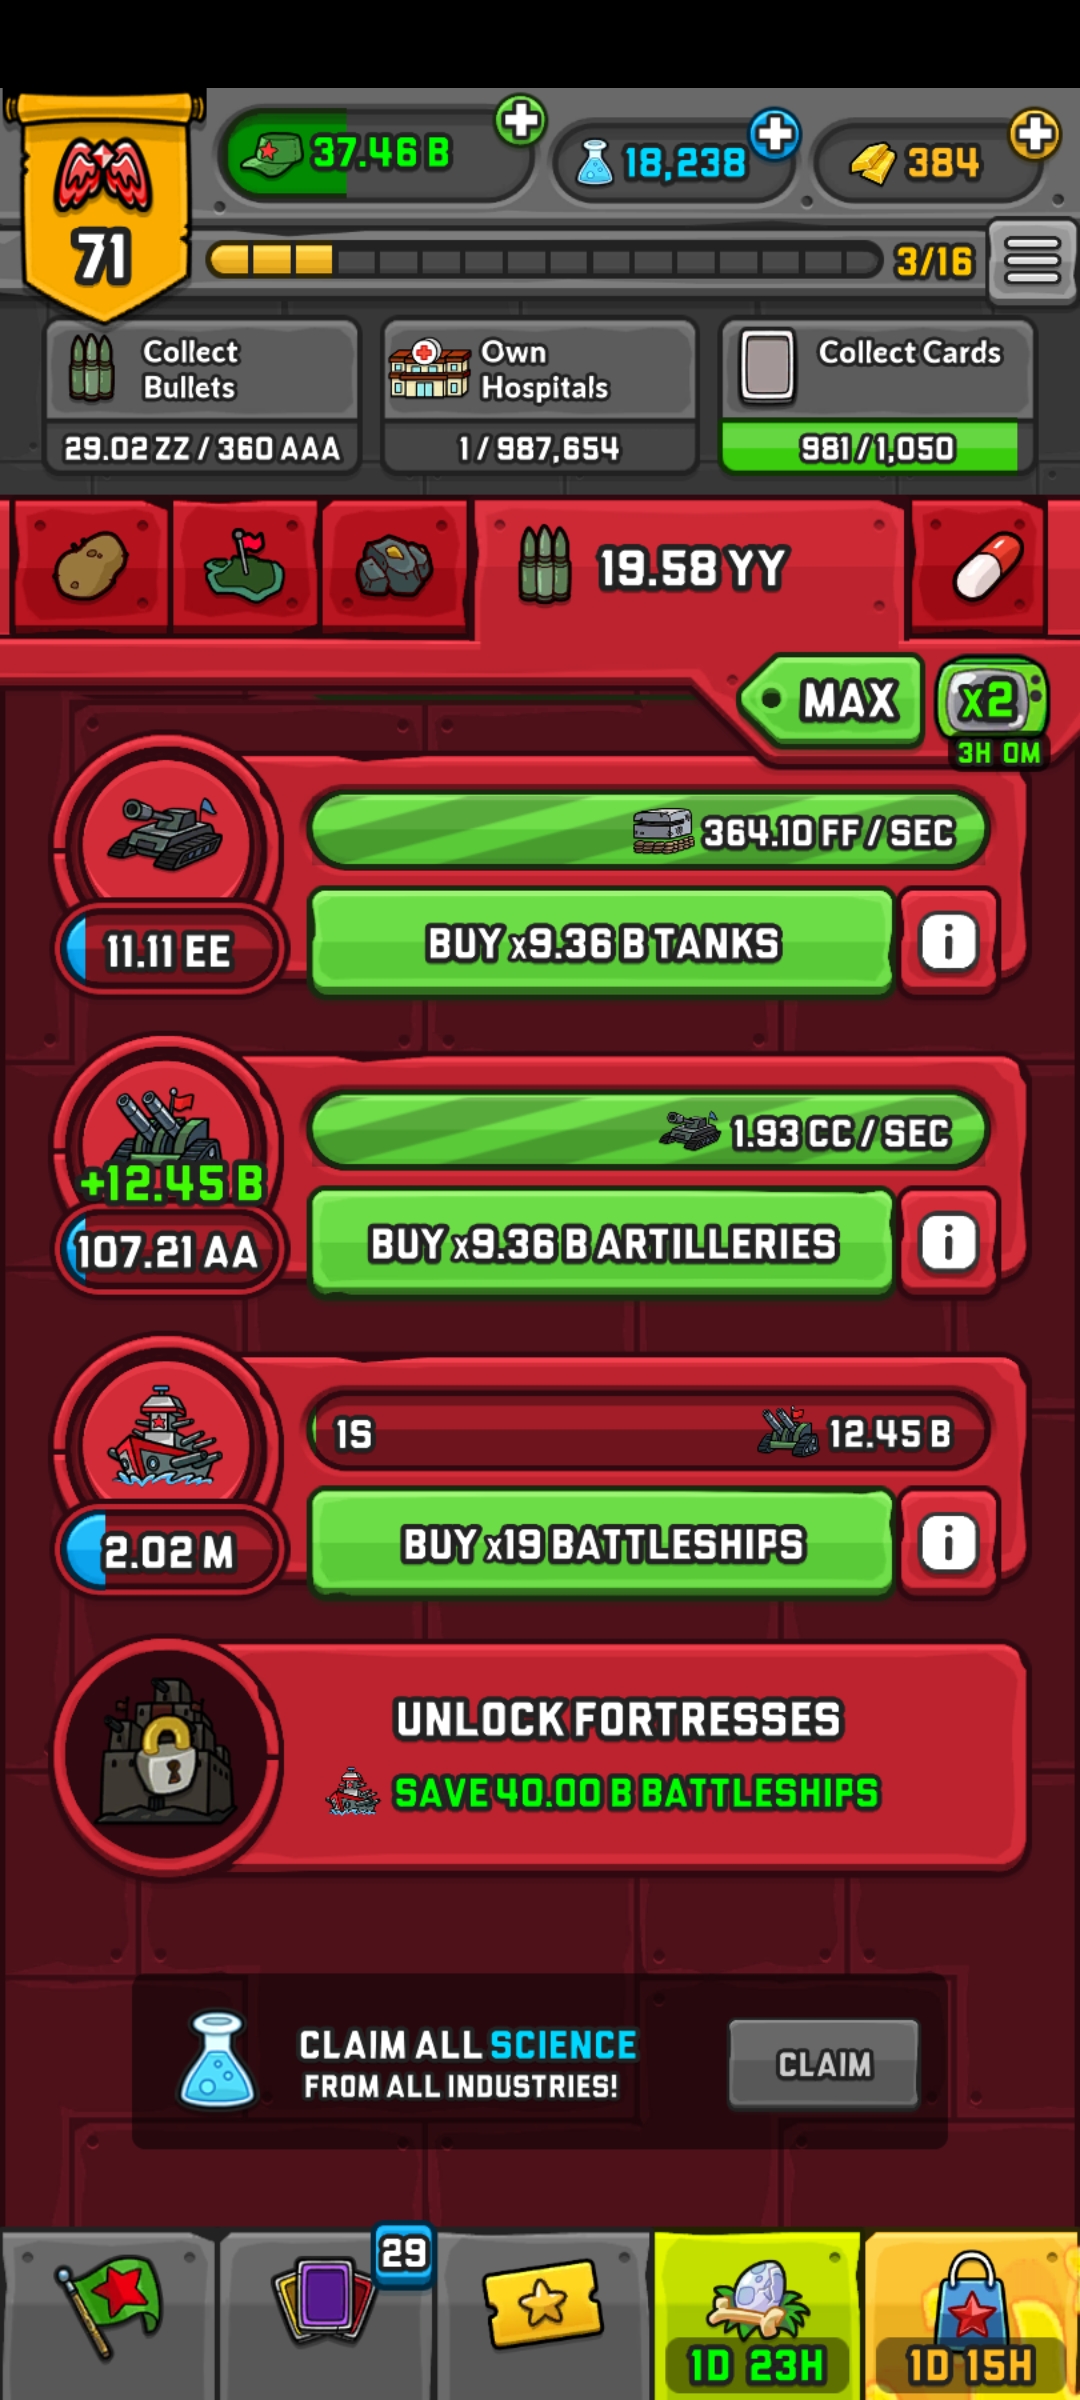 37.46 B
18,238
384
71
3/16
Collect
Bullets
29.02 ZZ / 360 AAA
Own
Hospitals
1 / 987,654
Collect Cards
981 / 1,050
19.58 YY
MAX
x2
3H 0M
364.10 FF / SEC
11.11 EE
BUY x9.36 B TANKS
i
1.93 CC / SEC
+12.45 B
107.21 AA
BUY x9.36 B ARTILLERIES
i
1S
12.45 B
2.02 M
BUY x19 BATTLESHIPS
i
UNLOCK FORTRESSES
SAVE 40.00 B BATTLESHIPS
CLAIM ALL SCIENCE
FROM ALL INDUSTRIES!
CLAIM
29
1D 23H
1D 15H